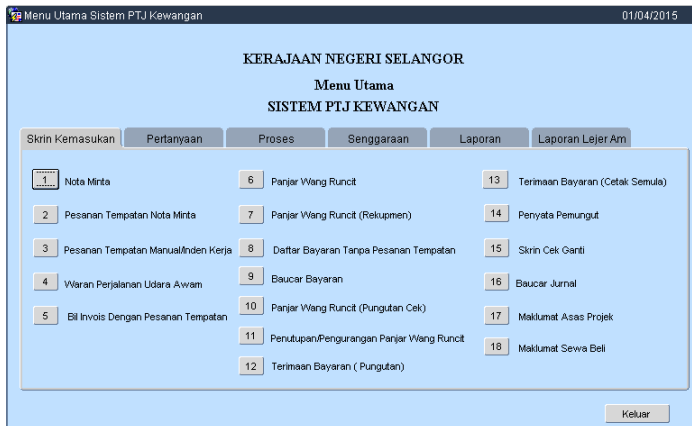 Menu Utama Sistem PTJ Kewangan 01/04/2015
KERAJAAN NEGERI SELANGOR
Menu Utama
SISTEM PTJ KEWANGAN
Skrin Kemasukan Pertanyaan Proses Senggaraan Laporan Laporan Lejer Am
1 Nota Minta
2 Pesanan Tempatan Nota Minta
3 Pesanan Tempatan Manual/Inden Kerja
4 Waran Perjalanan Udara Awam
5 Bil Invois Dengan Pesanan Tempatan
6 Panjar Wang Runcit
7 Panjar Wang Runcit (Rekupmen)
8 Daftar Bayaran Tanpa Pesanan Tempatan
9 Baucar Bayaran
10 Panjar Wang Runcit (Pungutan Cek)
11 Penutupan/Pengurangan Panjar Wang Runcit
12 Terimaan Bayaran ( Pungutan)
13 Terimaan Bayaran (Cetak Semula)
14 Penyata Pemungut
15 Skrin Cek Ganti
16 Baucar Jurnal
17 Maklumat Asas Projek
18 Maklumat Sewa Beli
Keluar